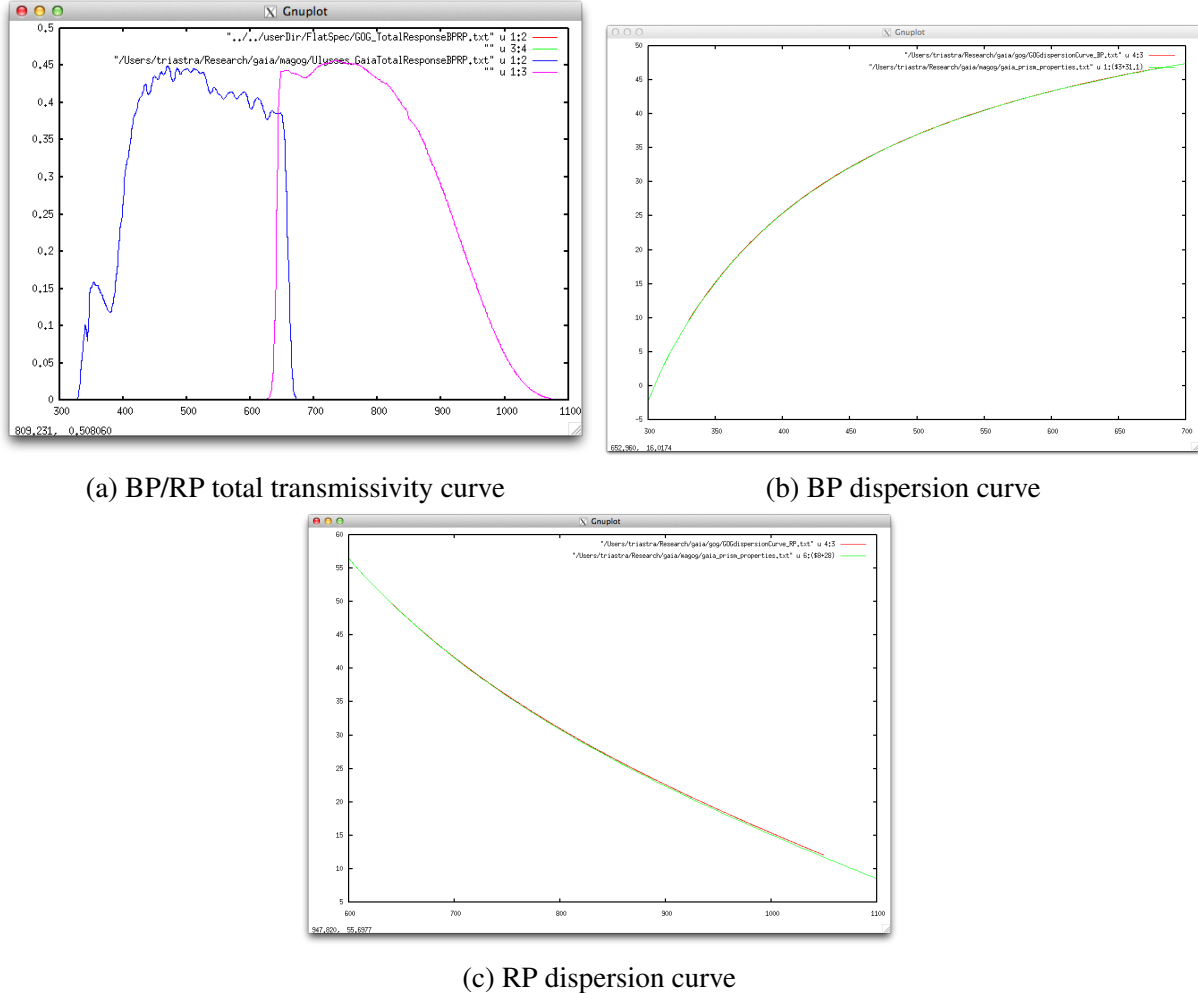 Gnuplot
"../../userDir/FlatSpec/GOG_TotalResponseBPRP.txt" u 1:2
"" u 3:4
"/Users/triastra/Research/gaia/magog/Ulysses_GaiaTotalResponseBPRP.txt" u 1:2
"" u 1:3
0.5
0.45
0.4
0.35
0.3
0.25
0.2
0.15
0.1
0.05
0
300 400 500 600 700 800 900 1000 1100
809.231, 0.508060
(a) BP/RP total transmissivity curve
Gnuplot
"/Users/triastra/Research/gaia/gog/GOGdispersionCurve_BP.txt" u 4:3
"/Users/triastra/Research/gaia/magog/gaia_prism_properties.txt" u 1:($3+31.1)
50
45
40
35
30
25
20
15
10
5
0
-5
300 350 400 450 500 550 600 650 700
652.960, 16.0174
(b) BP dispersion curve
Gnuplot
"/Users/triastra/Research/gaia/gog/GOGdispersionCurve_RP.txt" u 4:3
"/Users/triastra/Research/gaia/magog/gaia_prism_properties.txt" u 6:($8+28)
60
55
50
45
40
35
30
25
20
15
10
5
600 700 800 900 1000 1100
947.820, 55.6977
(c) RP dispersion curve